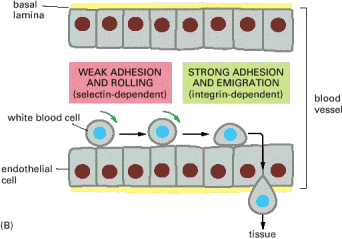 basal
lamina
WEAK ADHESION
AND ROLLING
(selectin-dependent)
STRONG ADHESION
AND EMIGRATION
(integrin-dependent)
blood
vessel
white blood cell
endothelial
cell
(B)
tissue